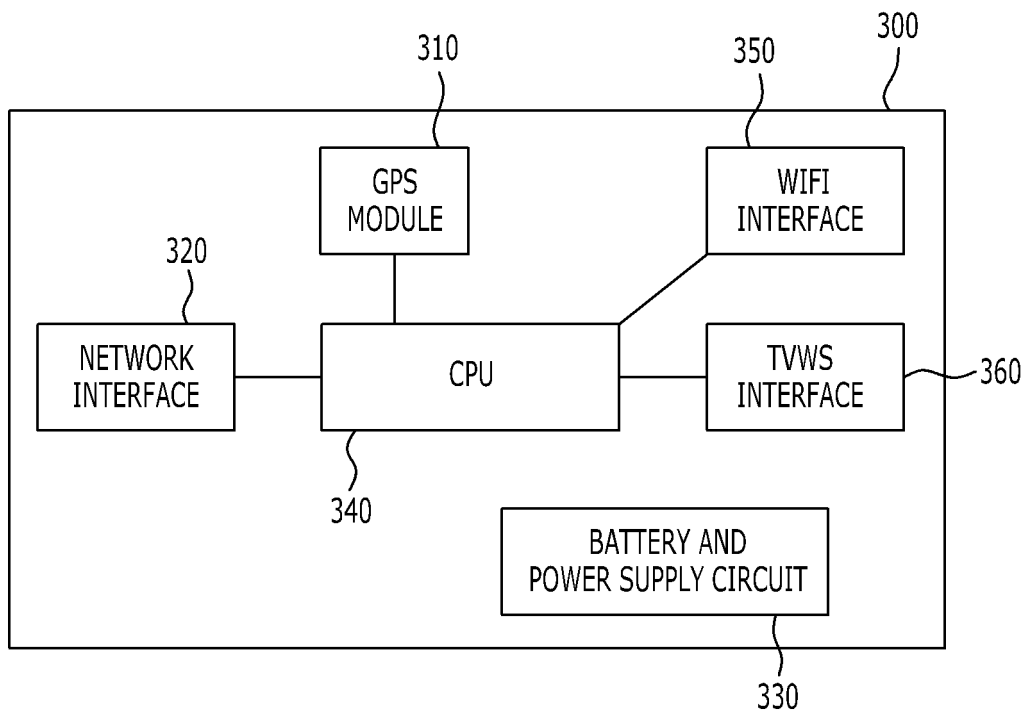 300
310
350
GPS
MODULE
WIFI
INTERFACE
320
NETWORK
INTERFACE
CPU
TVWS
INTERFACE
360
340
BATTERY AND
POWER SUPPLY CIRCUIT
330